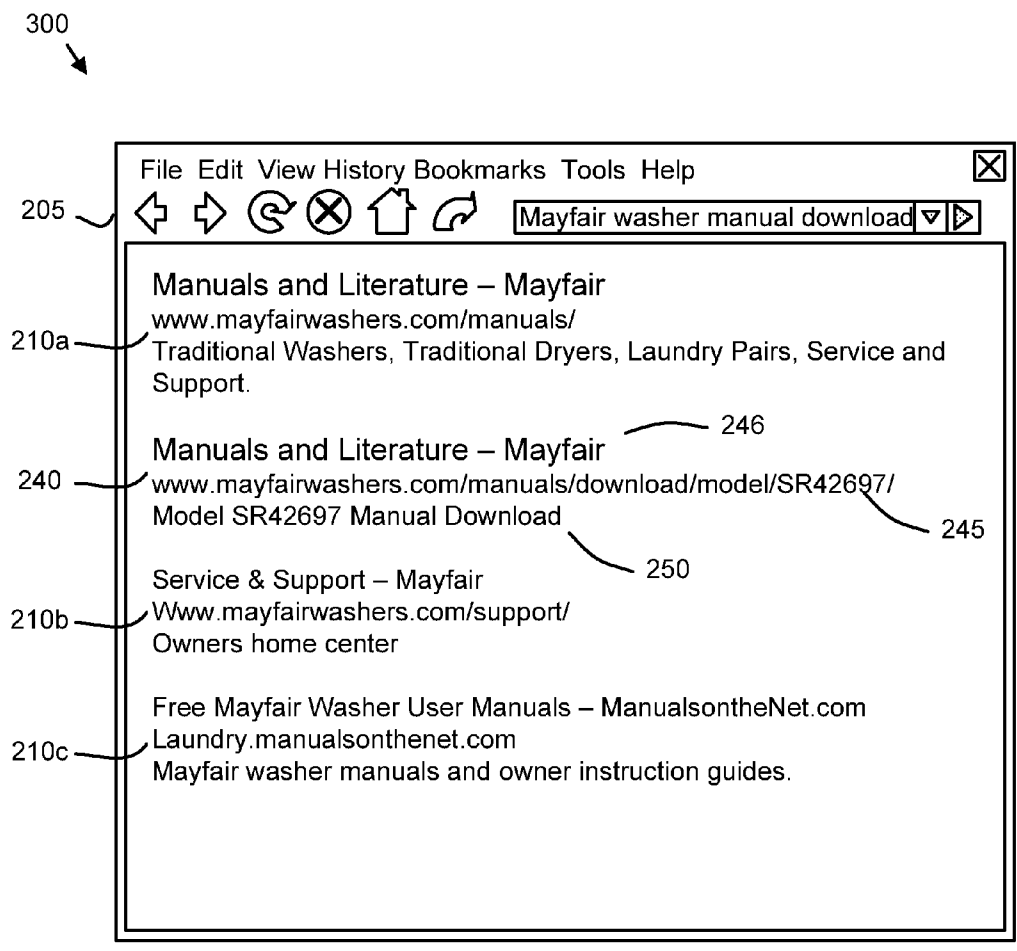 300
File Edit View History Bookmarks Tools Help
205
Mayfair washer manual download
Manuals and Literature – Mayfair
www.mayfairwashers.com/manuals/
210a
Traditional Washers, Traditional Dryers, Laundry Pairs, Service and
Support.
246
Manuals and Literature – Mayfair
240
www.mayfairwashers.com/manuals/download/model/SR42697/
Model SR42697 Manual Download
245
250
Service & Support – Mayfair
210b
Www.mayfairwashers.com/support/
Owners home center
Free Mayfair Washer User Manuals – ManualsontheNet.com
210c
Laundry.manualsonthenet.com
Mayfair washer manuals and owner instruction guides.